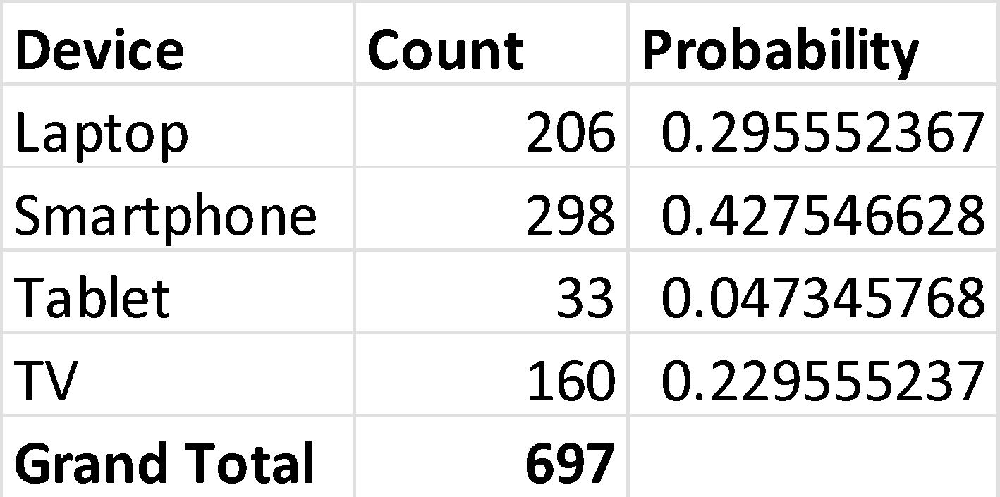 Device Count Probability
Laptop 206 0.295552367
Smartphone 298 0.427546628
Tablet 33 0.047345768
TV 160 0.229555237
Grand Total 697